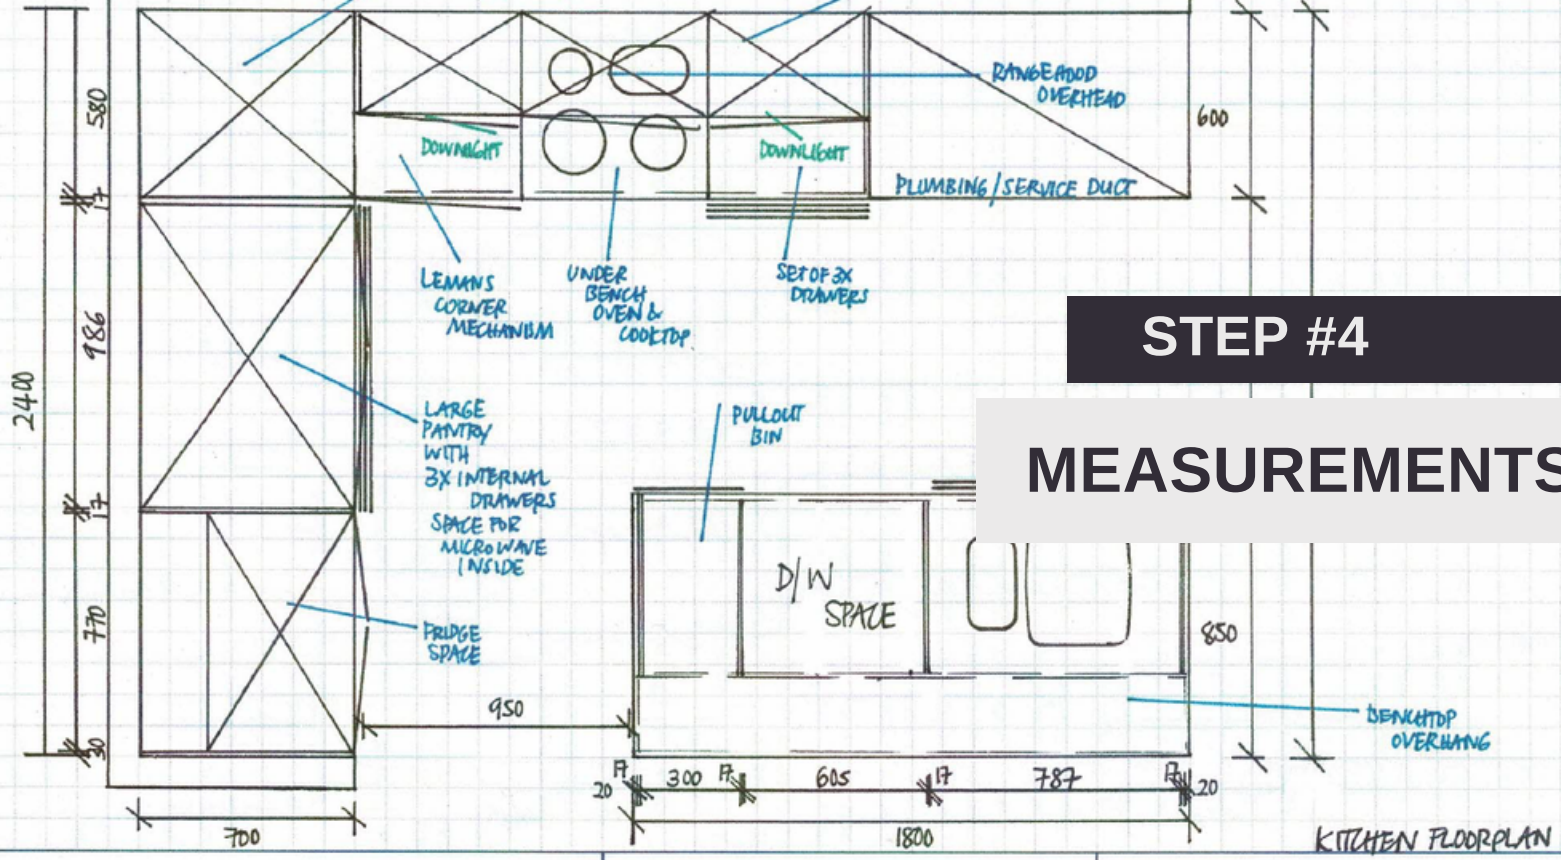 RANGEHOOD
OVERHEAD
580
600
DOWNLIGHT
DOWNLIGHT
PLUMBING/SERVICE DUCT
17
LEMANS
CORNER
MECHANISM
UNDER
BENCH
OVEN &
COOKTOP
SET OF 3X
DRAWERS
986
2400
STEP #4
MEASUREMENTS
LARGE
PANTRY
WITH
3X INTERNAL
DRAWERS
SPACE FOR
MICROWAVE
INSIDE
PULLOUT
BIN
17
D/W
SPACE
770
FRIDGE
SPACE
850
950
BENCHTOP
OVERHANG
30
17 300 17 605 17 787 17
20 20
700
1800
KITCHEN FLOORPLAN